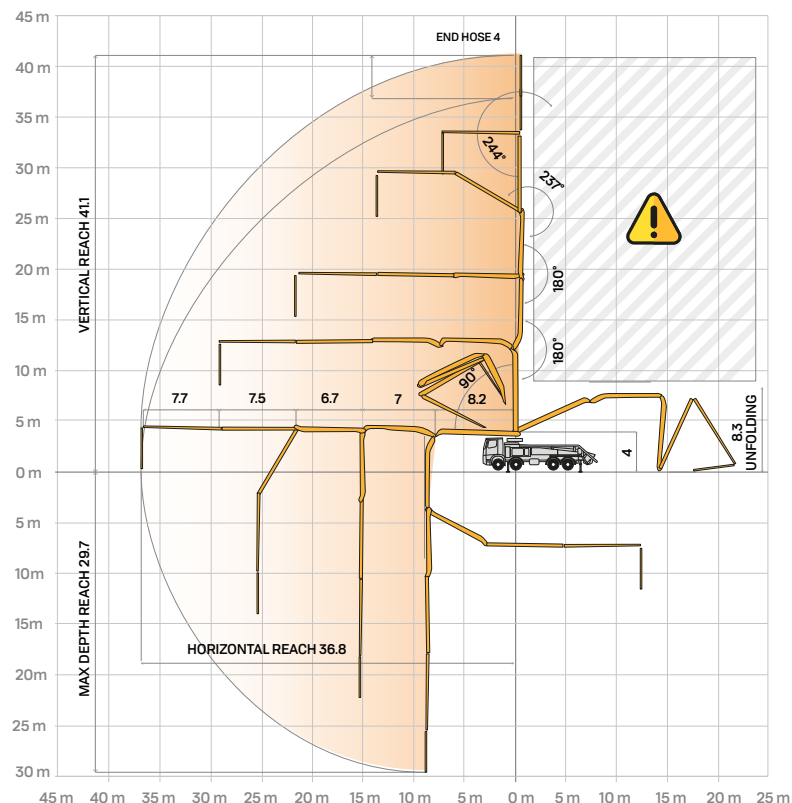 45 m
END HOSE 4
40 m
35 m
244°
30 m
237°
25 m
VERTICAL REACH 41.1
20 m
180°
15 m
180°
10 m
90°
7.7 7.5 6.7 7 8.2
5 m
8.3
UNFOLDING
4
0 m
5 m
10m
MAX DEPTH REACH 29.7
15m
HORIZONTAL REACH 36.8
20m
25 m
30 m
45 m 40 m 35 m 30 m 25 m 20 m 15 m 10 m 5 m 0 m 5 m 10 m 15 m 20 m 25 m